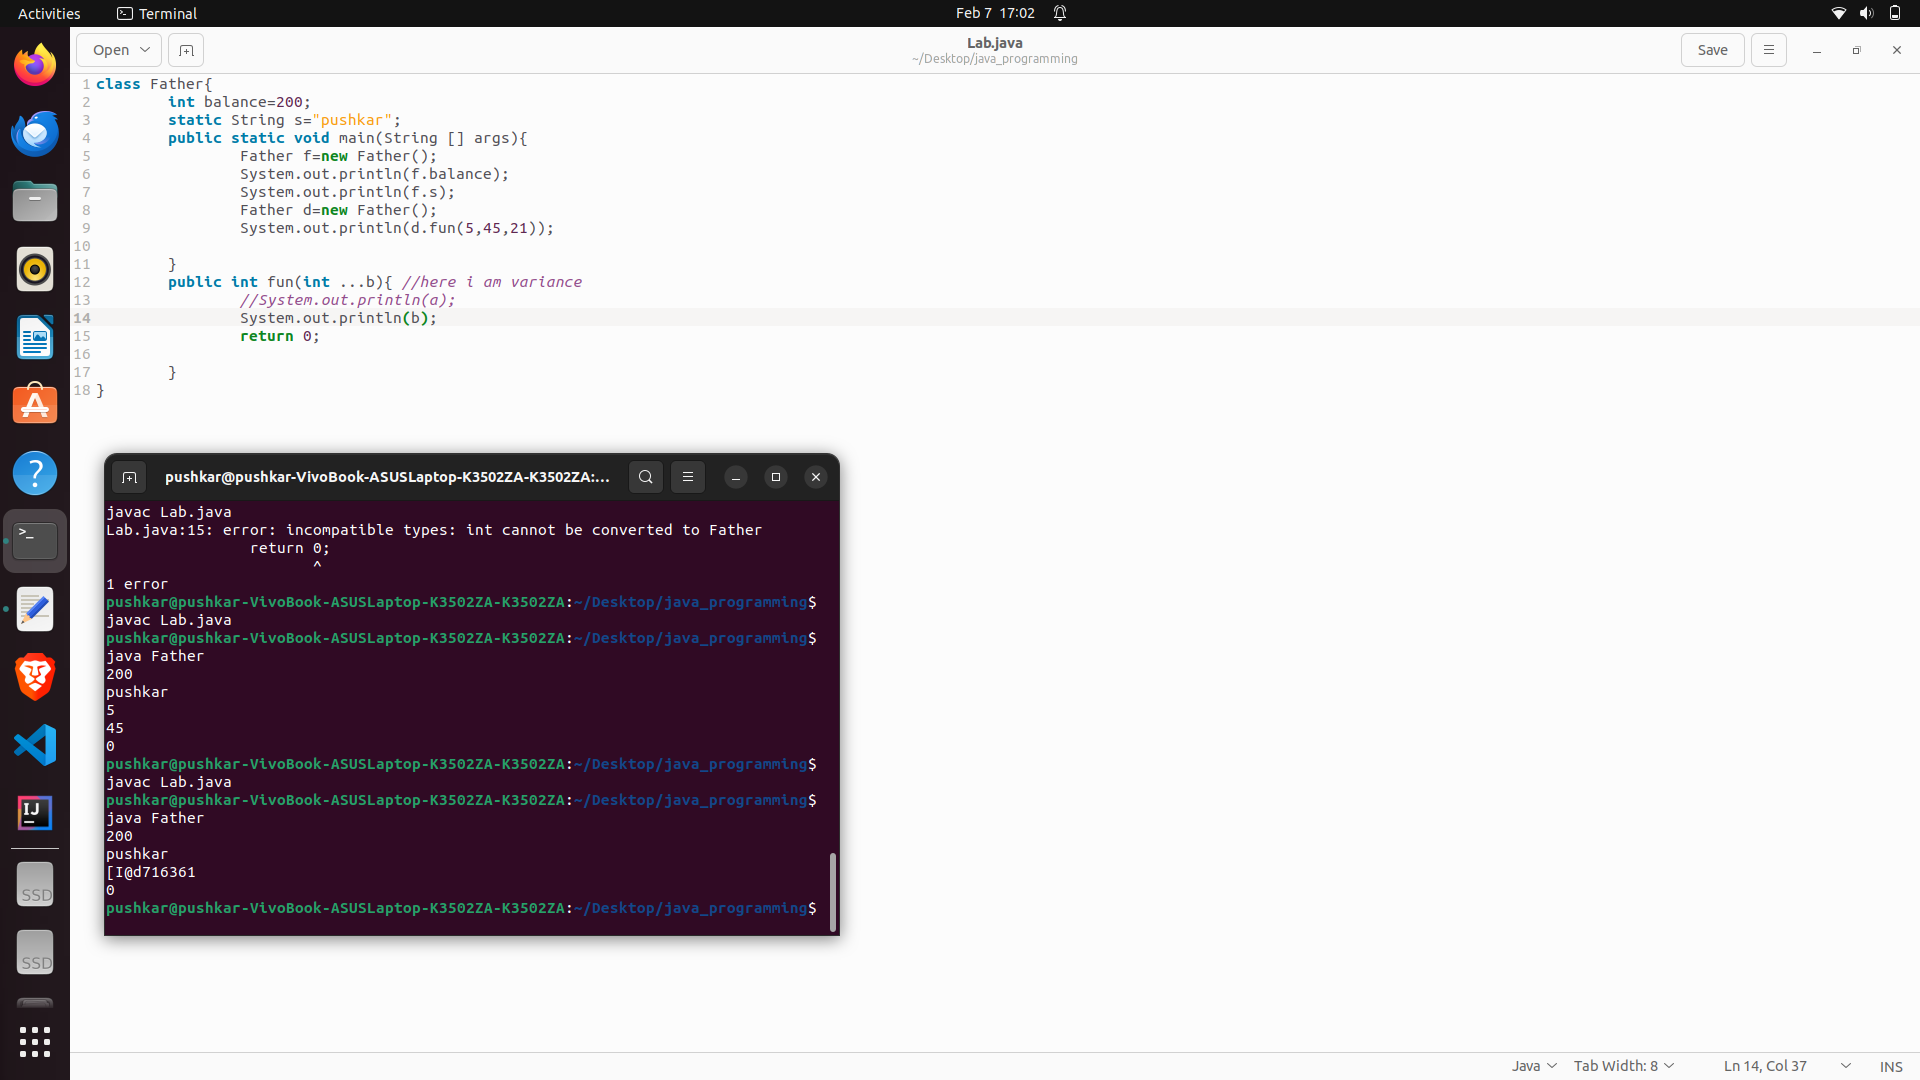 Activities
Terminal
Feb 7 17:02
Open
Lab.java
~/Desktop/java_programming
Save
1 class Father{
2 int balance=200;
3 static String s="pushkar";
4 public static void main(String [] args){
5 Father f=new Father();
6 System.out.println(f.balance);
7 System.out.println(f.s);
8 Father d=new Father();
9 System.out.println(d.fun(5,45,21));
10
11 }
12 public int fun(int ...b){ //here i am variance
13 //System.out.println(a);
14 System.out.println(b);
15 return 0;
16
17 }
18 }
pushkar@pushkar-VivoBook-ASUSLaptop-K3502ZA-K3502ZA:...
javac Lab.java
Lab.java:15: error: incompatible types: int cannot be converted to Father
return 0;
^
1 error
pushkar@pushkar-VivoBook-ASUSLaptop-K3502ZA-K3502ZA:~/Desktop/java_programming$
javac Lab.java
pushkar@pushkar-VivoBook-ASUSLaptop-K3502ZA-K3502ZA:~/Desktop/java_programming$
java Father
200
pushkar
5
45
0
pushkar@pushkar-VivoBook-ASUSLaptop-K3502ZA-K3502ZA:~/Desktop/java_programming$
javac Lab.java
pushkar@pushkar-VivoBook-ASUSLaptop-K3502ZA-K3502ZA:~/Desktop/java_programming$
java Father
200
pushkar
[I@d716361
0
pushkar@pushkar-VivoBook-ASUSLaptop-K3502ZA-K3502ZA:~/Desktop/java_programming$
IJ
SSD
SSD
Java
Tab Width: 8
Ln 14, Col 37
INS